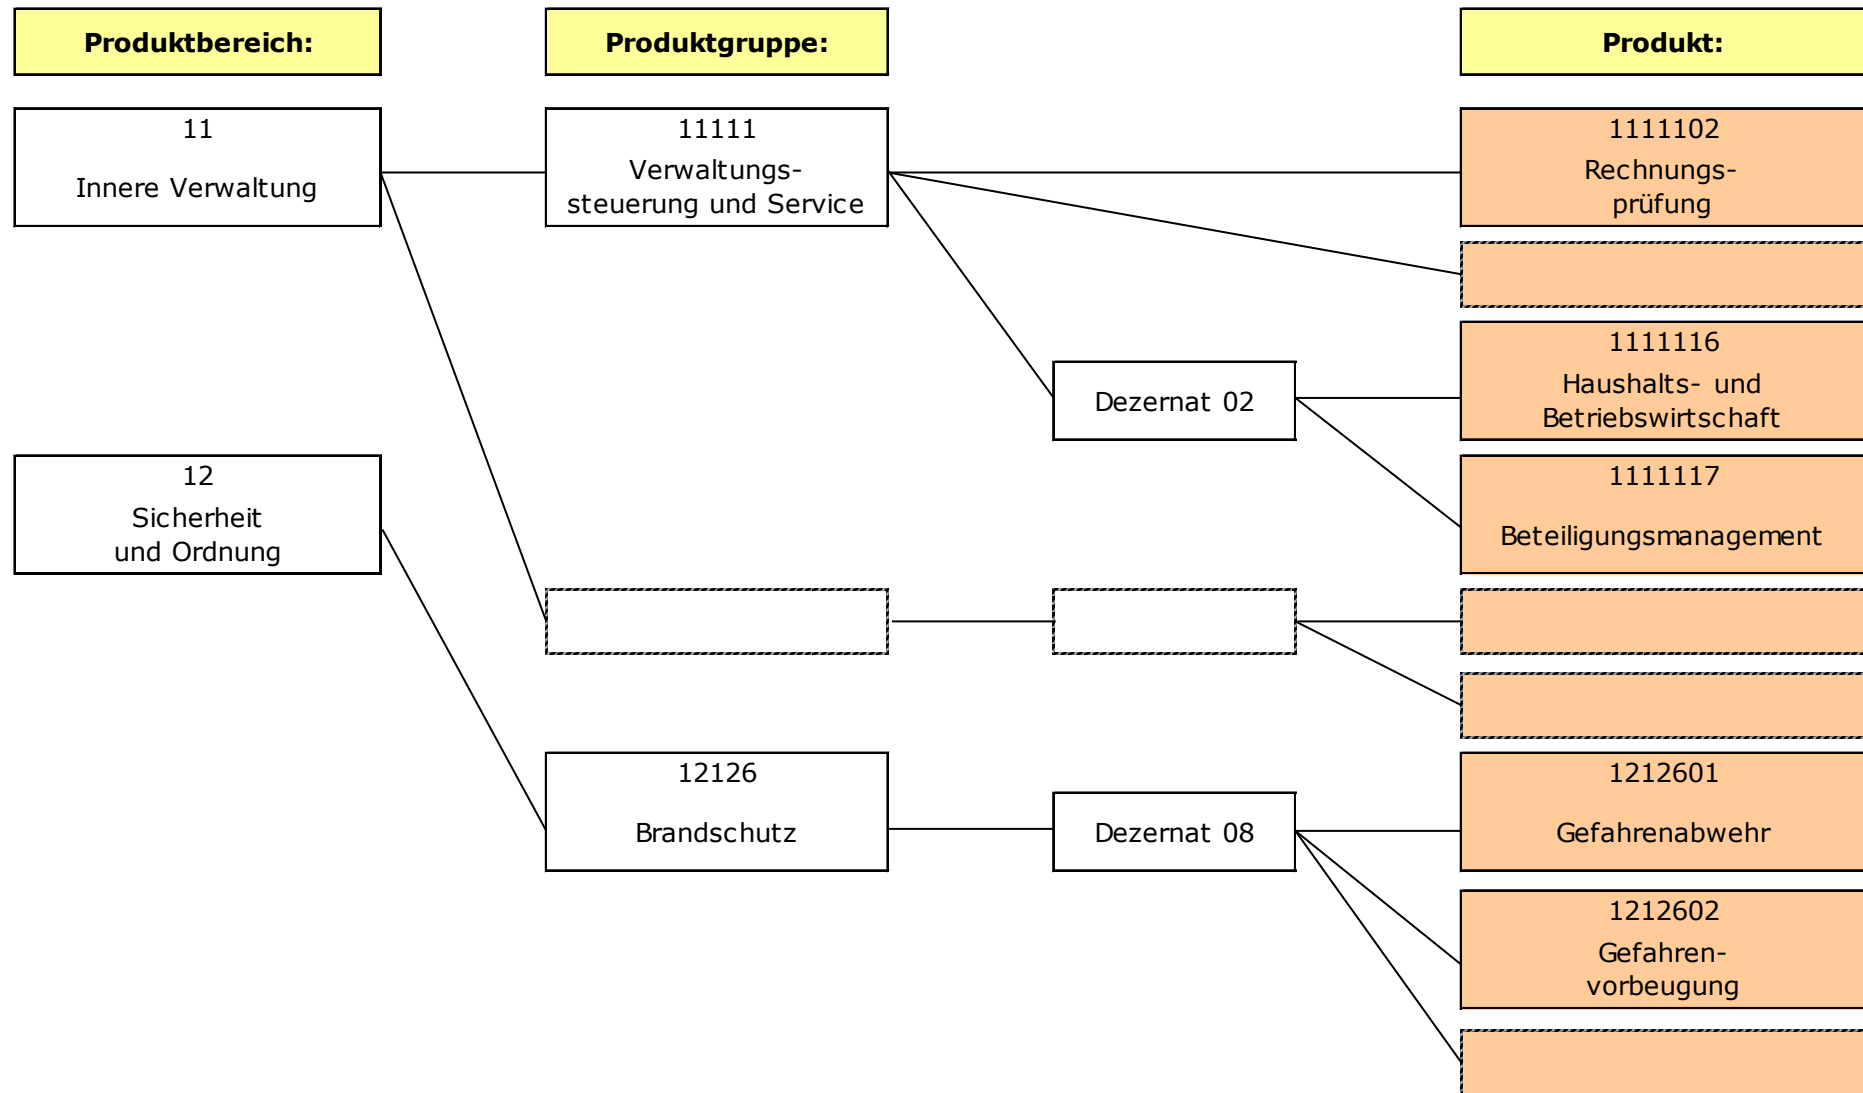 Produktbereich:
Produktgruppe:
Produkt:
11
Innere Verwaltung
11111
Verwaltungs-
steuerung und Service
1111102
Rechnungs-
prüfung
1111116
Haushalts- und
Betriebswirtschaft
Dezernat 02
12
Sicherheit
und Ordnung
1111117
Beteiligungsmanagement
12126
Brandschutz
Dezernat 08
1212601
Gefahrenabwehr
1212602
Gefahren-
vorbeugung